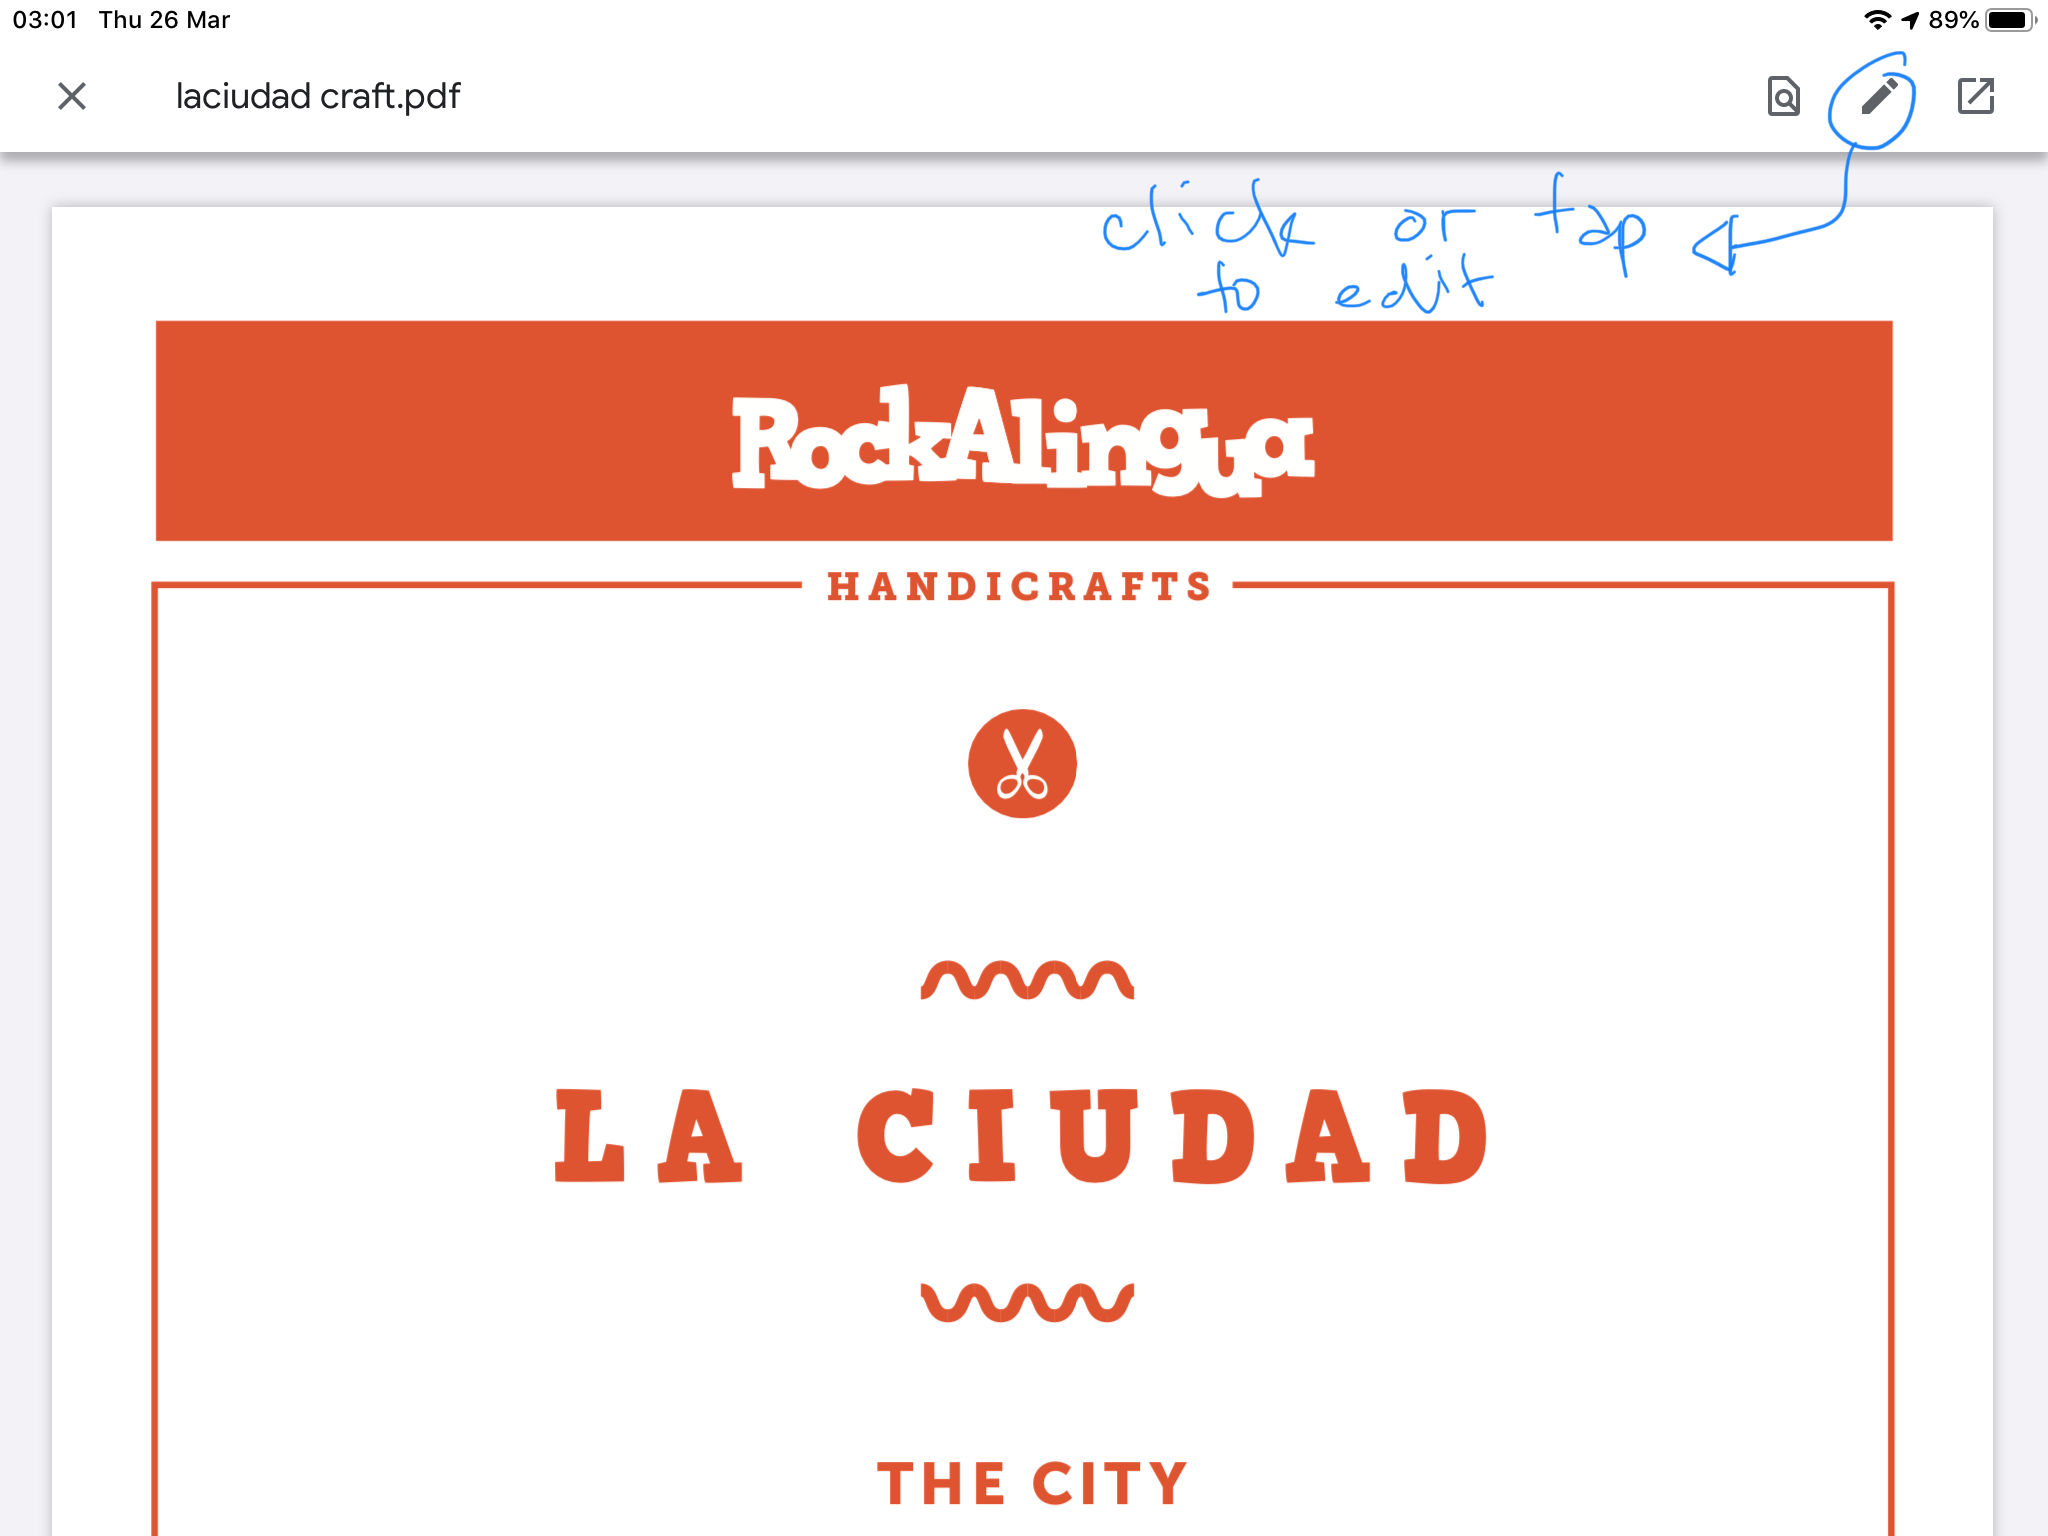 03:01 Thu 26 Mar 89%
laciudad craft.pdf
click or tap
to edit
RockAlingua
HANDICRAFTS
LA CIUDAD
THE CITY